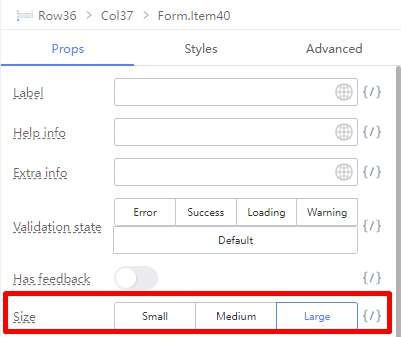 Row36 > Col37 > Form.Item40
Props Styles Advanced
Label {/}
Help info {/}
Extra info {/}
Error Success Loading Warning
Validation state {/}
Default
Has feedback {/}
Size Small Medium Large {/}